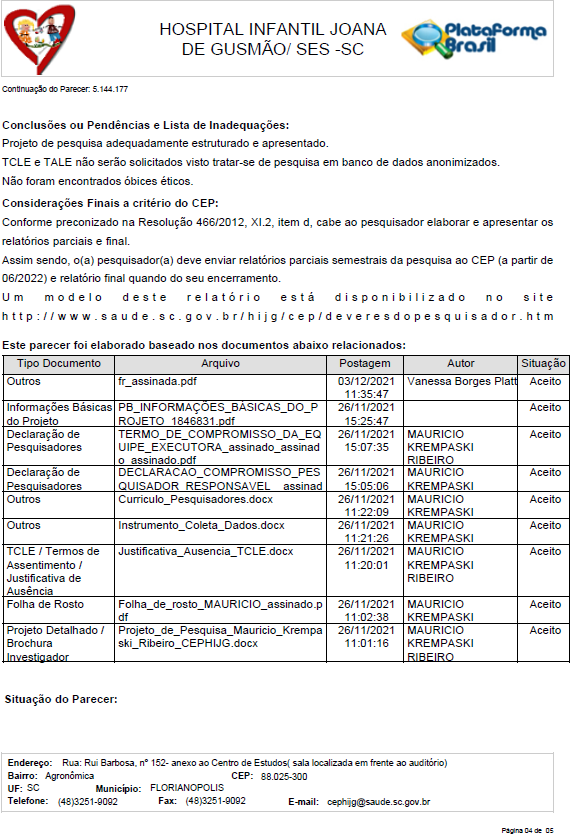 HOSPITAL INFANTIL JOANA
DE GUSMÃO/ SES -SC
Plataforma
Brasil
Continuação do Parecer: 5.144.177
Conclusões ou Pendências e Lista de Inadequações:
Projeto de pesquisa adequadamente estruturado e apresentado.
TCLE e TALE não serão solicitados visto tratar-se de pesquisa em banco de dados anonimizados.
Não foram encontrados óbices éticos.
Considerações Finais a critério do CEP:
Conforme preconizado na Resolução 466/2012, XI.2, item d, cabe ao pesquisador elaborar e apresentar os
relatórios parciais e final.
Assim sendo, o(a) pesquisador(a) deve enviar relatórios parciais semestrais da pesquisa ao CEP (a partir de
06/2022) e relatório final quando do seu encerramento.
Um modelo deste relatório está disponibilizado no site
http://www.saude.sc.gov.br/hijg/cep/deveresdopesquisador.htm
Este parecer foi elaborado baseado nos documentos abaixo relacionados:
Tipo Documento Arquivo Postagem Autor Situação
Outros fr_assinada.pdf 03/12/2021 Vanessa Borges Platt Aceito
11:35:47
Informações Básicas PB_INFORMAÇÕES_BÁSICAS_DO_P 26/11/2021 Aceito
do Projeto ROJETO_1846831.pdf 15:25:47
Declaração de TERMO_DE_COMPROMISSO_DA_EQ 26/11/2021 MAURICIO Aceito
Pesquisadores UIPE_EXECUTORA_assinado_assinad 15:07:35 KREMPASKI
o_assinado.pdf RIBEIRO
Declaração de DECLARACAO_COMPROMISSO_PES 26/11/2021 MAURICIO Aceito
Pesquisadores QUISADOR_RESPONSAVEL__assinad 15:05:06 KREMPASKI
Outros Curriculo_Pesquisadores.docx 26/11/2021 MAURICIO Aceito
11:22:09 KREMPASKI
Outros Instrumento_Coleta_Dados.docx 26/11/2021 MAURICIO Aceito
11:21:26 KREMPASKI
TCLE / Termos de Justificativa_Ausencia_TCLE.docx 26/11/2021 MAURICIO Aceito
Assentimento / 11:20:01 KREMPASKI
Justificativa de RIBEIRO
Ausência
Folha de Rosto Folha_de_rosto_MAURICIO_assinado.p 26/11/2021 MAURICIO Aceito
df 11:02:38 KREMPASKI
Projeto Detalhado / Projeto_de_Pesquisa_Mauricio_Krempa 26/11/2021 MAURICIO Aceito
Brochura ski_Ribeiro_CEPHIJG.docx 11:01:16 KREMPASKI
Investigador RIBEIRO
Situação do Parecer:
Endereço: Rua: Rui Barbosa, nº 152- anexo ao Centro de Estudos( sala localizada em frente ao auditório)
Bairro: Agronômica CEP: 88.025-300
UF: SC Município: FLORIANOPOLIS
Telefone: (48)3251-9092 Fax: (48)3251-9092 E-mail: cephijg@saude.sc.gov.br
Página 04 de 05